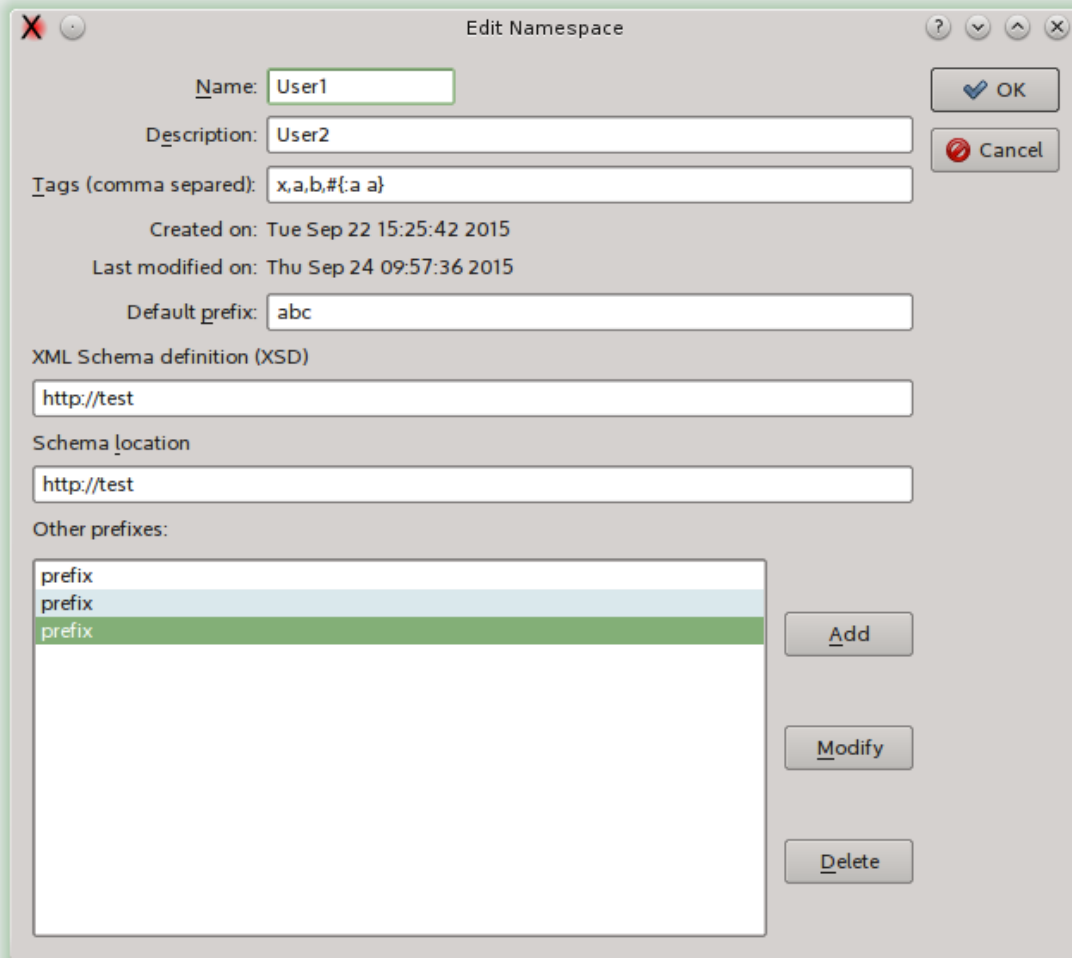 Edit Namespace
Name: User1
OK
Description: User2
Cancel
Tags (comma separed): x,a,b,#{:a a}
Created on: Tue Sep 22 15:25:42 2015
Last modified on: Thu Sep 24 09:57:36 2015
Default prefix: abc
XML Schema definition (XSD)
http://test
Schema location
http://test
Other prefixes:
prefix
prefix
prefix
Add
Modify
Delete